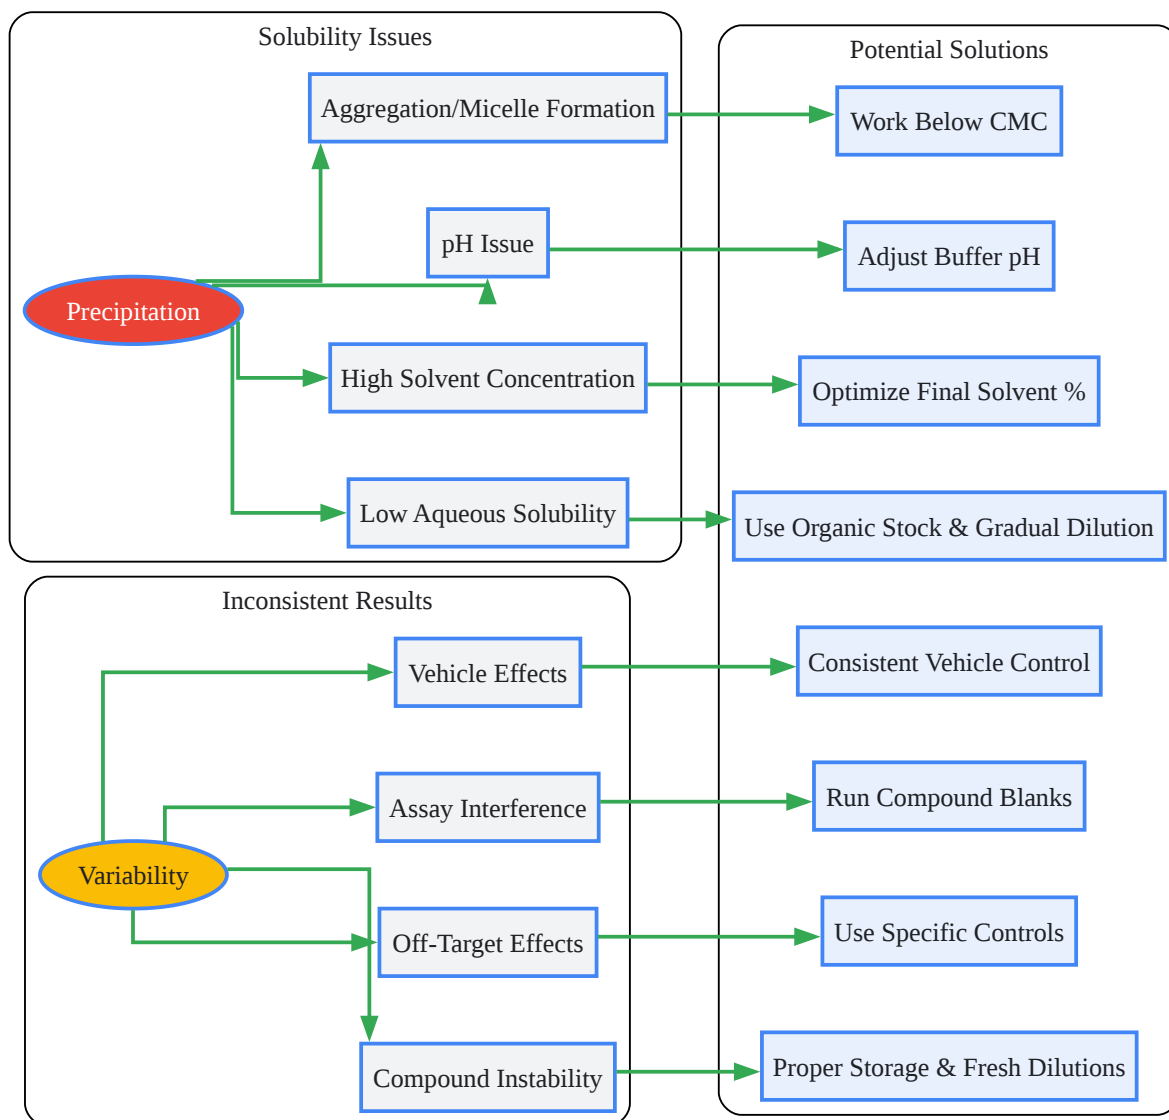 Solubility Issues
Potential Solutions
Aggregation/Micelle Formation
Work Below CMC
pH Issue
Adjust Buffer pH
Precipitation
High Solvent Concentration
Optimize Final Solvent %
Low Aqueous Solubility
Use Organic Stock & Gradual Dilution
Inconsistent Results
Vehicle Effects
Consistent Vehicle Control
Assay Interference
Run Compound Blanks
Variability
Off-Target Effects
Use Specific Controls
Compound Instability
Proper Storage & Fresh Dilutions